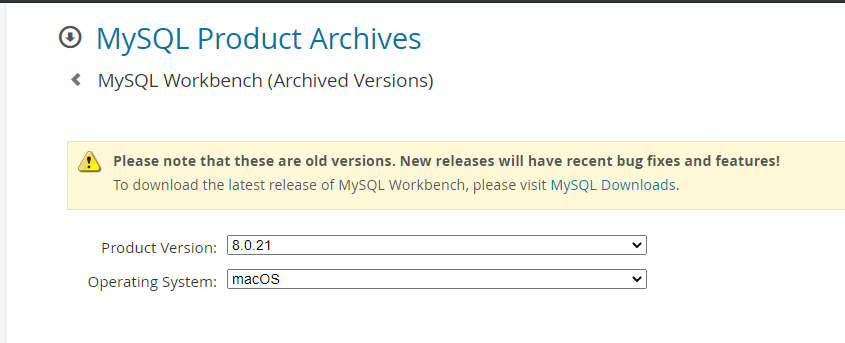 MySQL Product Archives
MySQL Workbench (Archived Versions)
Please note that these are old versions. New releases will have recent bug fixes and features!
To download the latest release of MySQL Workbench, please visit MySQL Downloads.
Product Version: 8.0.21
Operating System: macOS